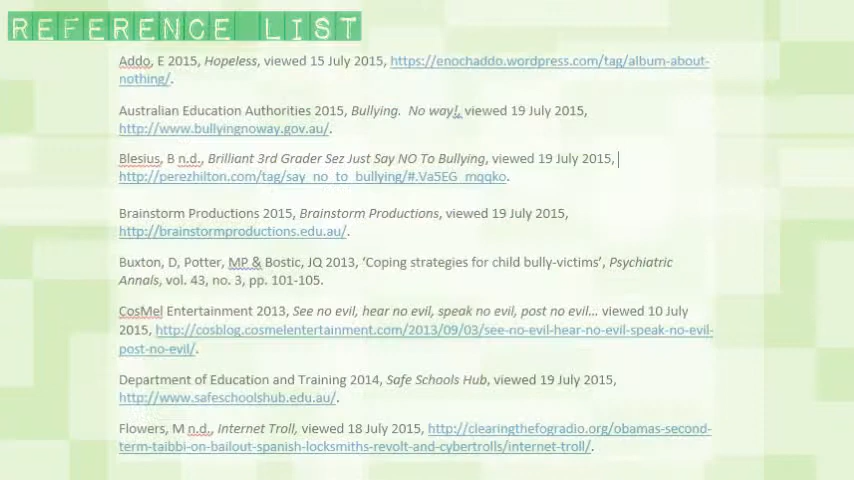 REFERENCE LIST
Addo, E 2015, Hopeless, viewed 15 July 2015, https://enochaddo.wordpress.com/tag/album-about-
nothing/.
Australian Education Authorities 2015, Bullying.  No way!, viewed 19 July 2015,
http://www.bullyingnoway.gov.au/.
Blesius, B n.d., Brilliant 3rd Grader Sez Just Say NO To Bullying, viewed 19 July 2015,
http://perezhilton.com/tag/say_no_to_bullying/#.Va5EG_mqqko.
Brainstorm Productions 2015, Brainstorm Productions, viewed 19 July 2015,
http://brainstormproductions.edu.au/.
Buxton, D, Potter, MP & Bostic, JQ 2013, ‘Coping strategies for child bully-victims’, Psychiatric
Annals, vol. 43, no. 3, pp. 101-105.
CosMel Entertainment 2013, See no evil, hear no evil, speak no evil, post no evil… viewed 10 July
2015, http://cosblog.cosmelentertainment.com/2013/09/03/see-no-evil-hear-no-evil-speak-no-evil-
post-no-evil/.
Department of Education and Training 2014, Safe Schools Hub, viewed 19 July 2015,
http://www.safeschoolshub.edu.au/.
Flowers, M n.d., Internet Troll, viewed 18 July 2015, http://clearingthefogradio.org/obamas-second-
term-taibbi-on-bailout-spanish-locksmiths-revolt-and-cybertrolls/internet-troll/.